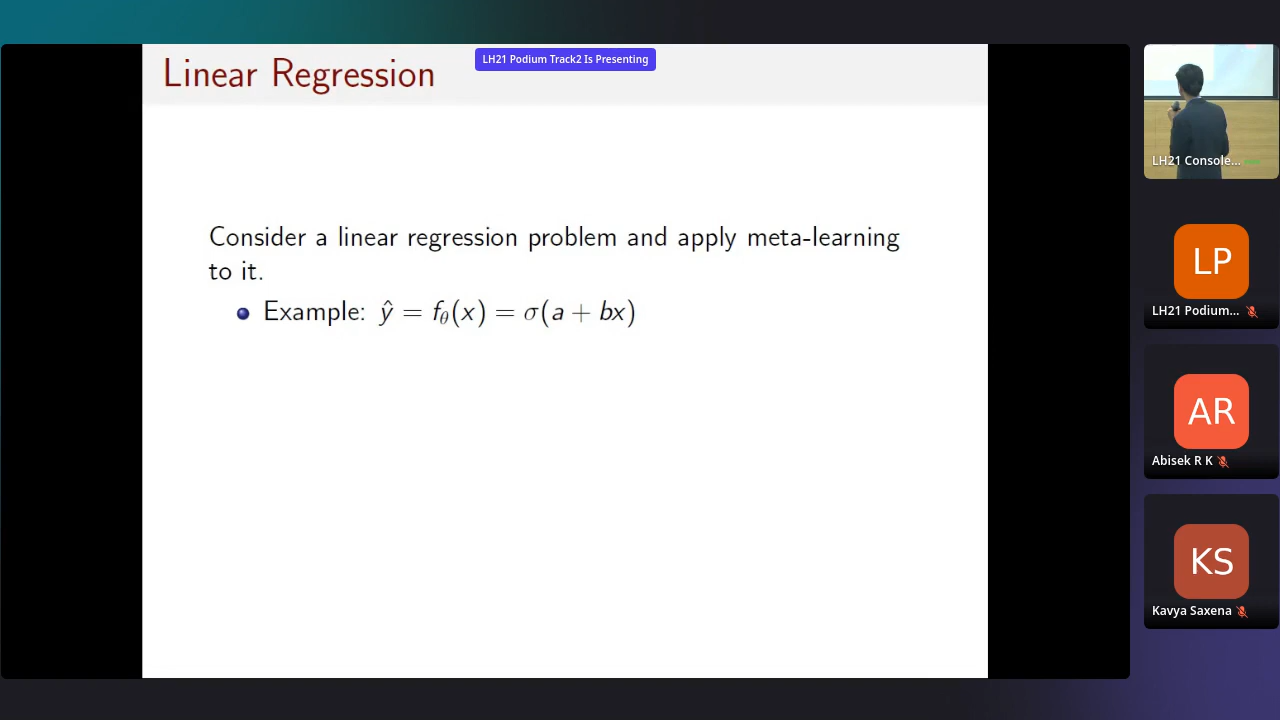 Linear Regression
LH21 Podium Track2 Is Presenting
Consider a linear regression problem and apply meta-learning
to it.
Example: ŷ = fθ(x) = σ(a + bx)
LH21 Console...
LP
LH21 Podium...
AR
Abisek R K
KS
Kavya Saxena